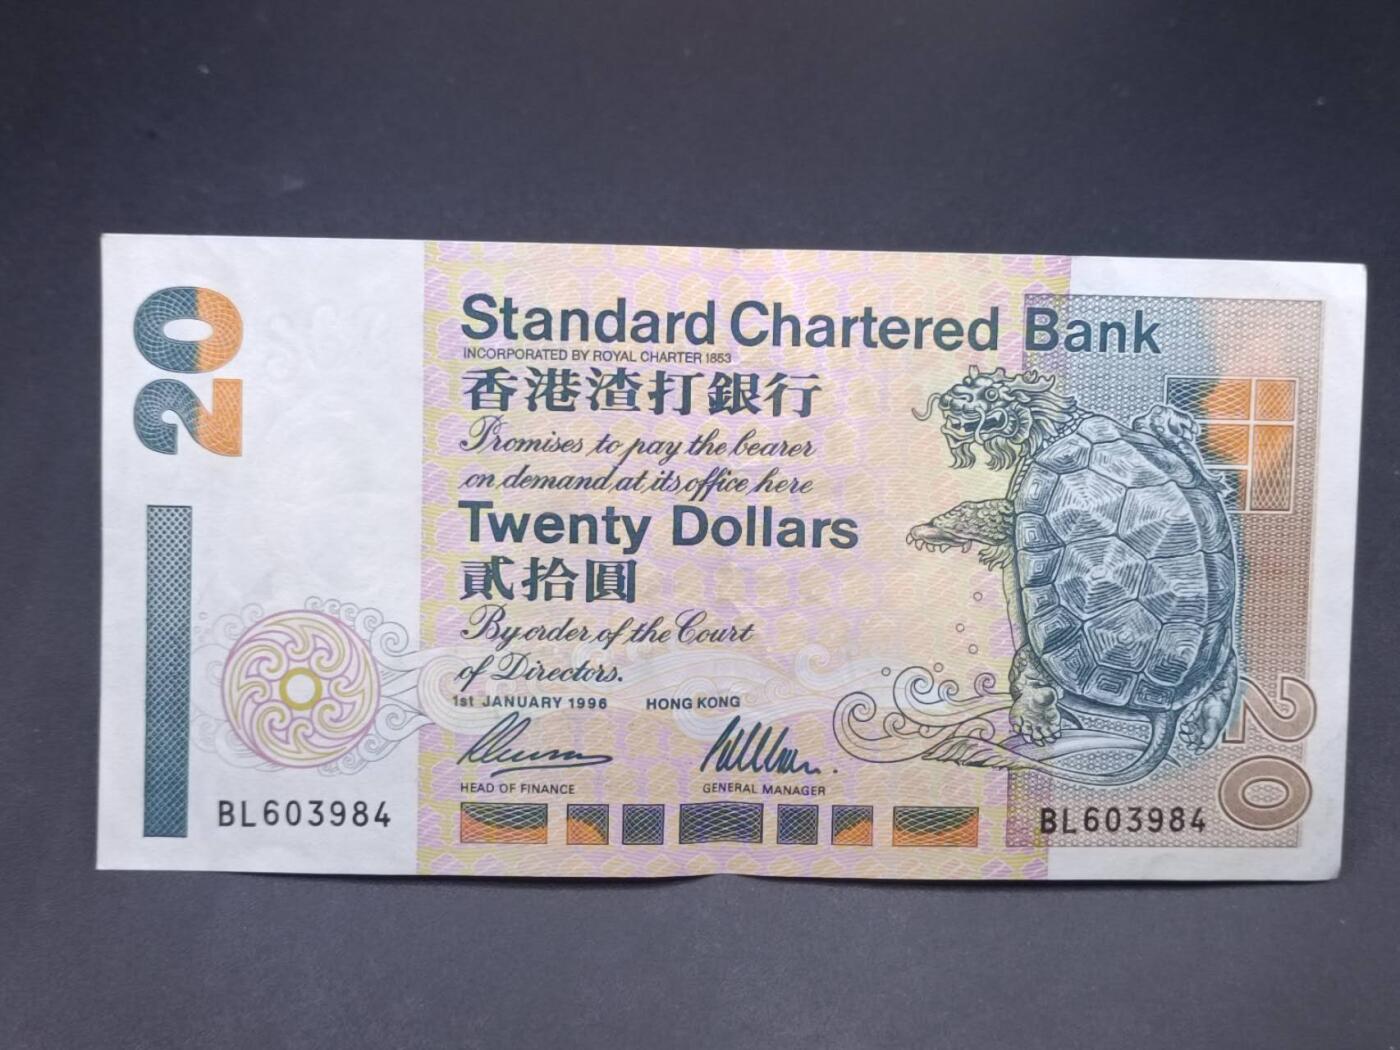 20
Standard Chartered Bank
INCORPORATED BY ROYAL CHARTER 1853
香港渣打銀行
Promises to pay the bearer
on demand at its office here
Twenty Dollars
貳拾圓
By order of the Court
of Directors.
1st JANUARY 1996 HONG KONG
HEAD OF FINANCE GENERAL MANAGER
BL603984 BL603984
20